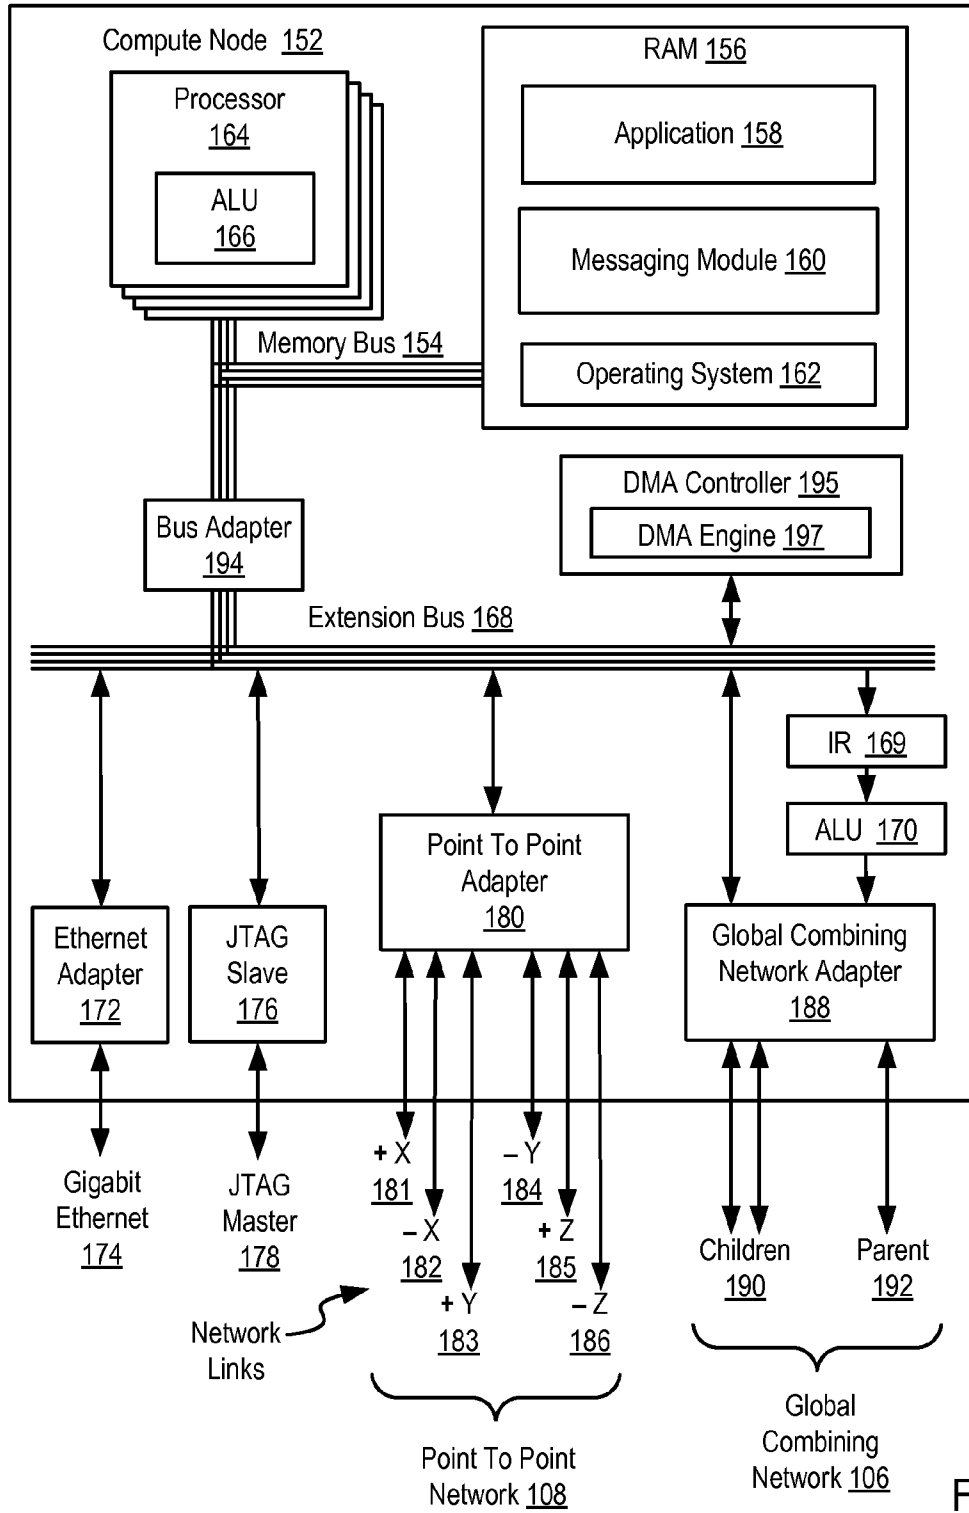 Compute Node 152
Processor
164
ALU
166
RAM 156
Application 158
Messaging Module 160
Operating System 162
Memory Bus 154
DMA Controller 195
DMA Engine 197
Bus Adapter
194
Extension Bus 168
IR 169
ALU 170
Point To Point
Adapter
180
Ethernet
Adapter
172
JTAG
Slave
176
Global Combining
Network Adapter
188
Gigabit
Ethernet
174
JTAG
Master
178
+ X
181
– X
182
+ Y
183
– Y
184
+ Z
185
– Z
186
Children
190
Parent
192
Network
Links
Point To Point
Network 108
Global
Combining
Network 106
F